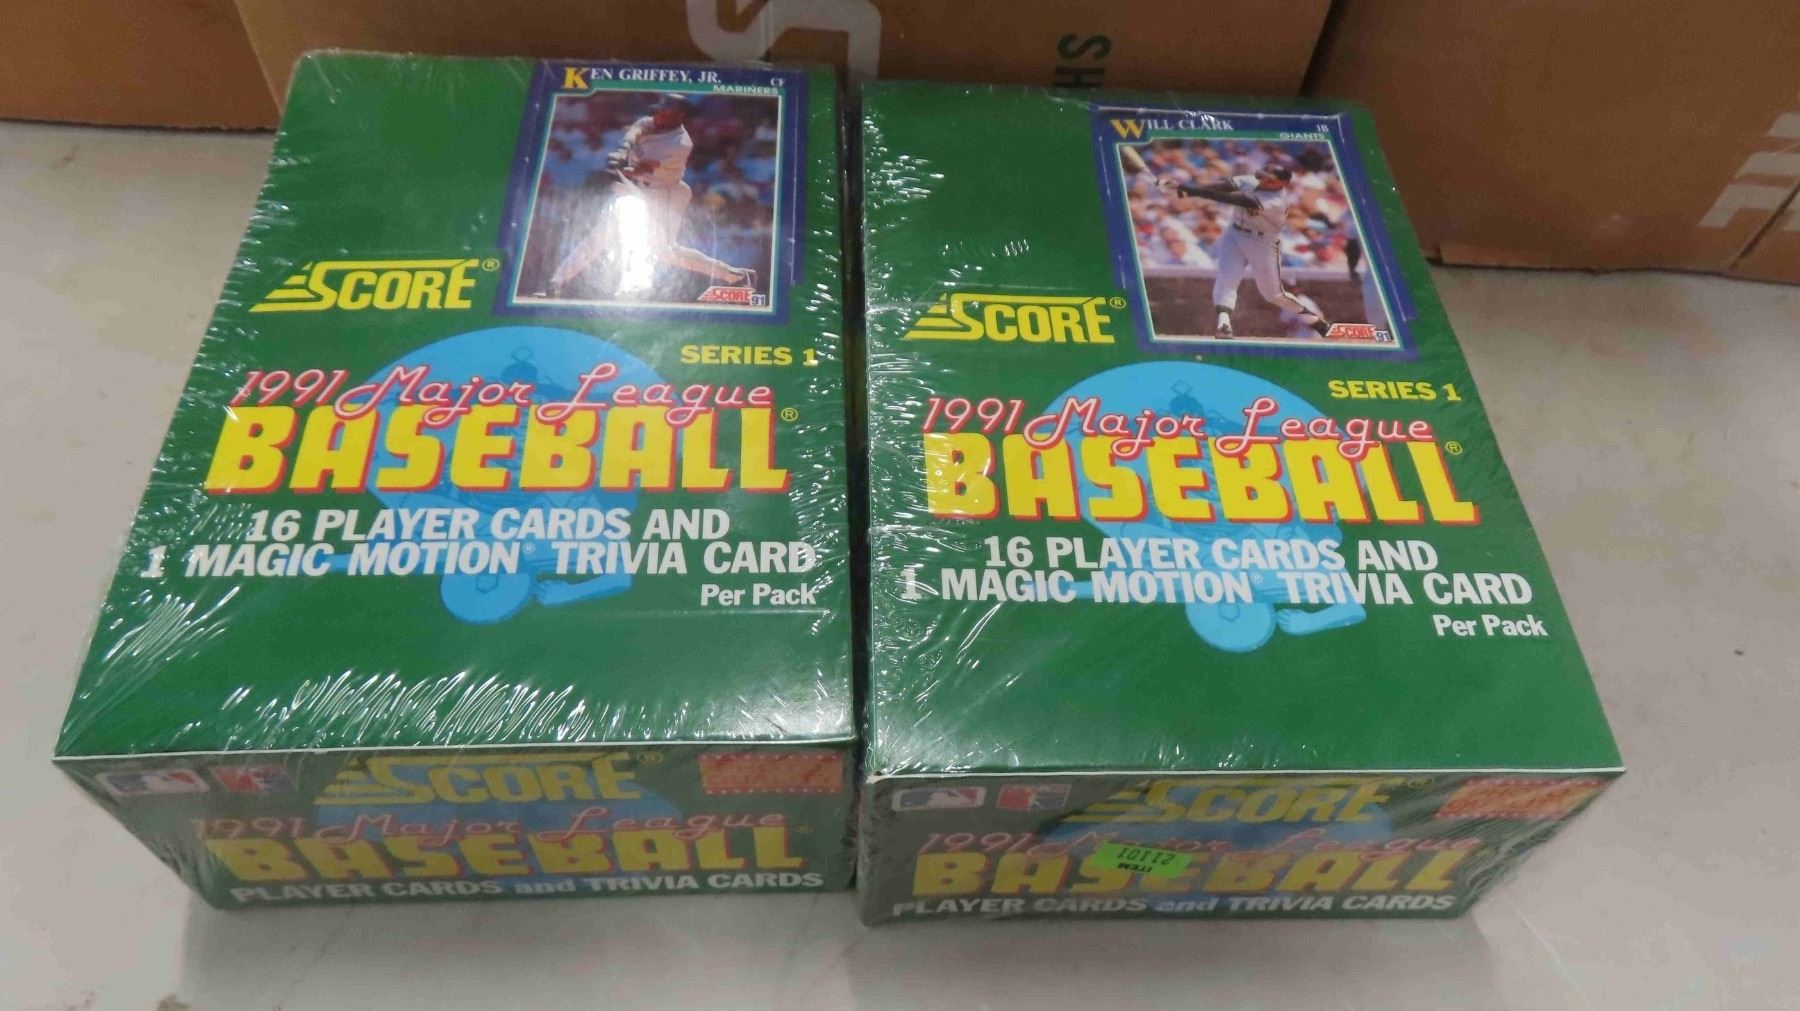 KEN GRIFFEY, JR. CF
MARINERS
SCORE 91
SCORE®
SERIES 1
1991 Major League
BASEBALL®
16 PLAYER CARDS AND
1 MAGIC MOTION® TRIVIA CARD
Per Pack
SCORE®
1991 Major League
BASEBALL®
PLAYER CARDS and TRIVIA CARDS
WILL CLARK 1B
GIANTS
SCORE 91
SCORE®
SERIES 1
1991 Major League
BASEBALL®
16 PLAYER CARDS AND
1 MAGIC MOTION® TRIVIA CARD
Per Pack
SCORE®
1991 Major League
BASEBALL
ITEM
21101
PLAYER CARDS and TRIVIA CARDS